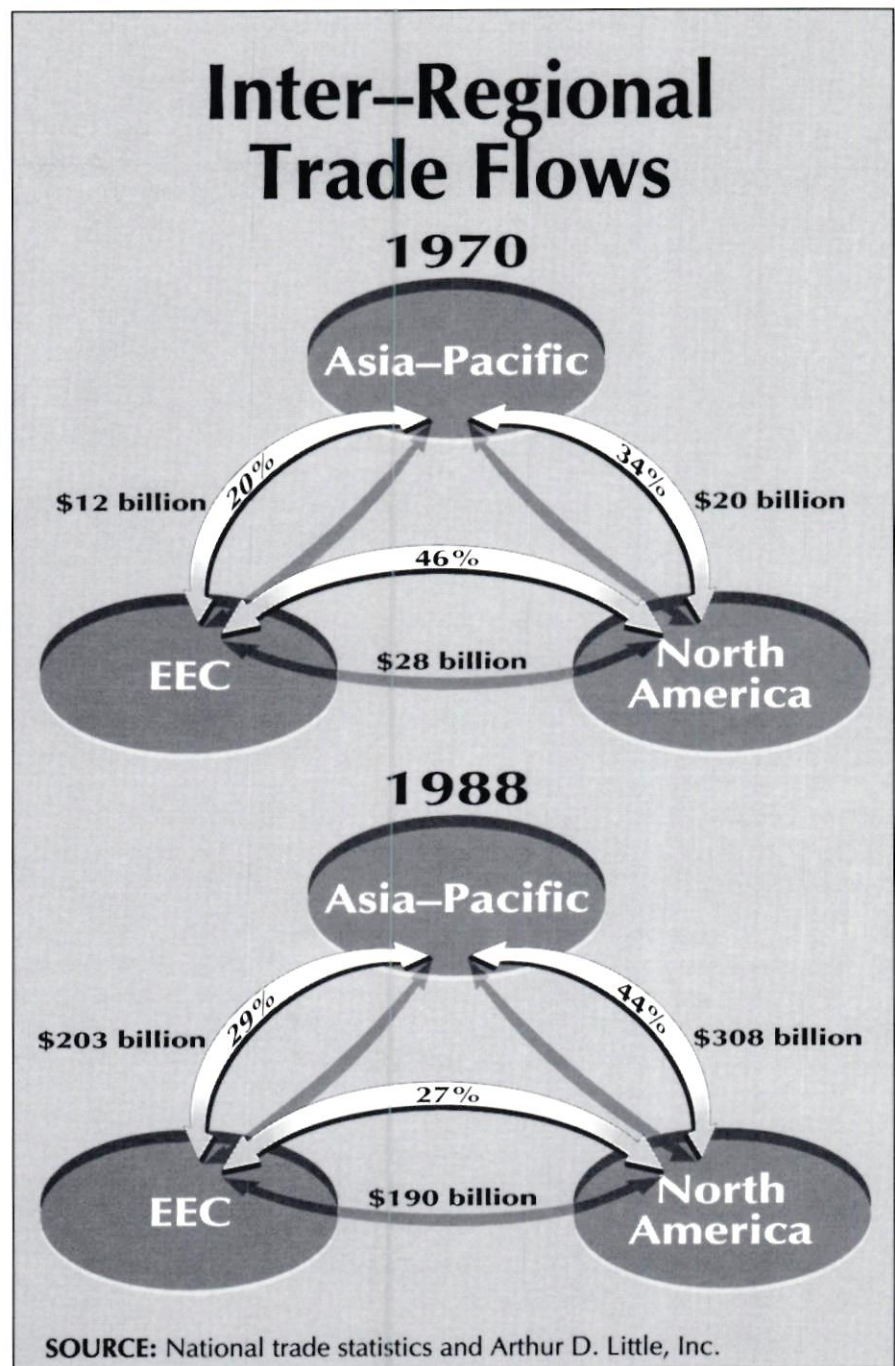 Inter–Regional
Trade Flows
1970
Asia–Pacific
20%
34%
$12 billion
$20 billion
46%
EEC
$28 billion
North
America
1988
Asia–Pacific
29%
44%
$203 billion
$308 billion
27%
EEC
$190 billion
North
America
SOURCE: National trade statistics and Arthur D. Little, Inc.